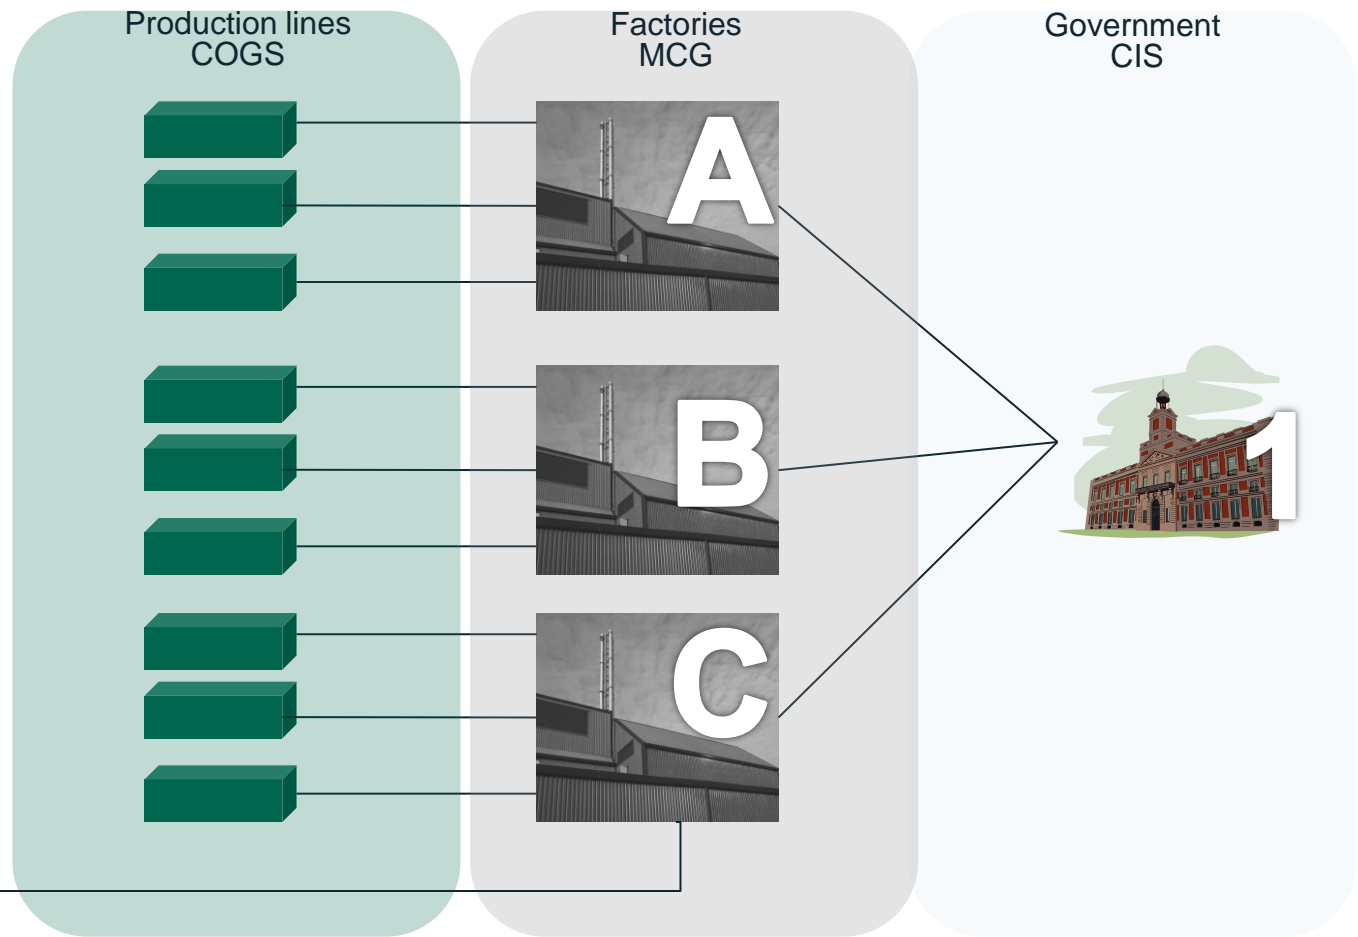 Production lines
COGS
Factories
MCG
Government
CIS
A
B
C
1